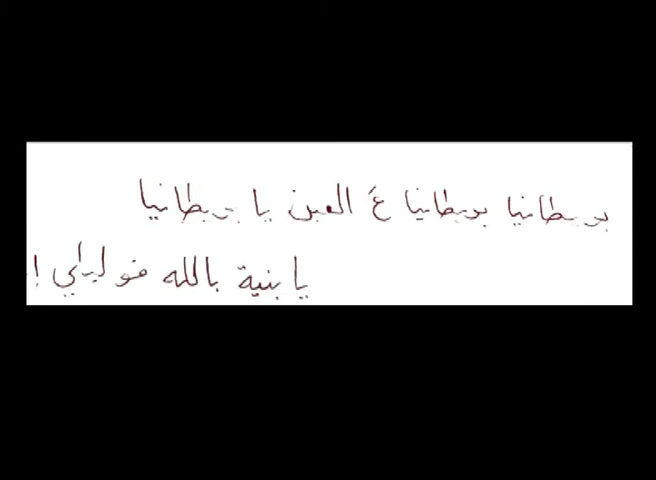 بريطانيا بريطانيا عَ العين يا بريطانيا
يا بنية بالله قوليلي !